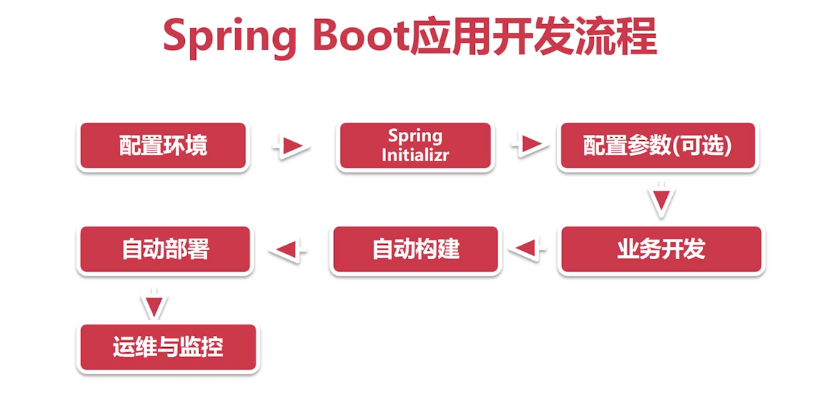 Spring Boot应用开发流程
配置环境
Spring
Initializr
配置参数(可选)
业务开发
自动构建
自动部署
运维与监控